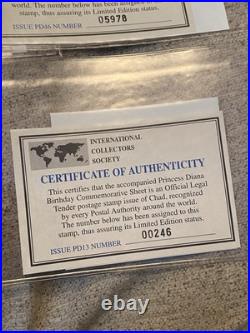 world. The number below has been assigned to this
stamp, thus assuring its Limited Edition status.
ISSUE PD46 NUMBER 05978
INTERNATIONAL
COLLECTORS
SOCIETY
CERTIFICATE OF AUTHENTICITY
This certifies that the accompanied Princess Diana
Birthday Commemorative Sheet is an Official Legal
Tender postage stamp issue of Chad, recognized
by every Postal Authority around the world.
The number below has been assigned to this
stamp, thus assuring its Limited Edition status.
ISSUE PD13 NUMBER 00246